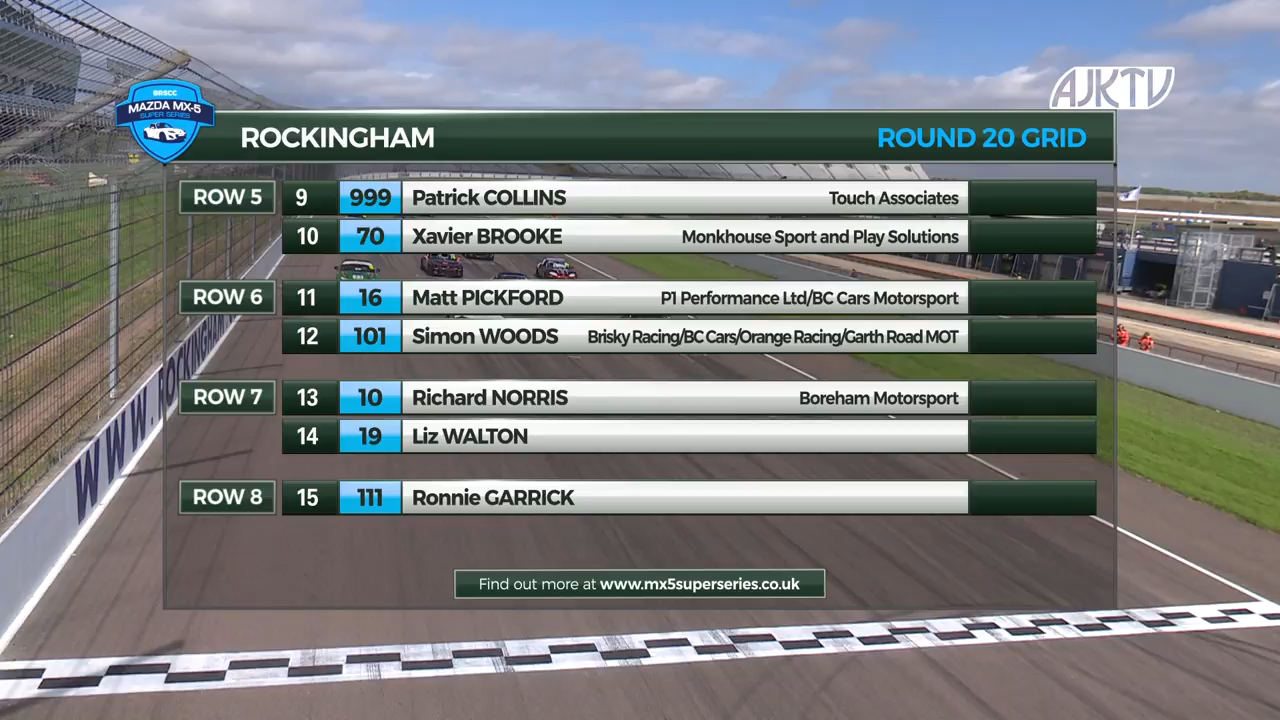 AJKTV
BRSCC
MAZDA MX-5
SUPER SERIES
ROCKINGHAM ROUND 20 GRID
ROW 5 9 999 Patrick COLLINS Touch Associates
10 70 Xavier BROOKE Monkhouse Sport and Play Solutions
ROW 6 11 16 Matt PICKFORD P1 Performance Ltd/BC Cars Motorsport
12 101 Simon WOODS Brisky Racing/BC Cars/Orange Racing/Garth Road MOT
ROW 7 13 10 Richard NORRIS Boreham Motorsport
14 19 Liz WALTON
ROW 8 15 111 Ronnie GARRICK
Find out more at www.mx5superseries.co.uk
WWW.ROCKINGHAM